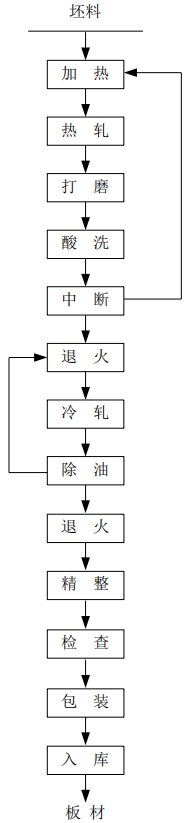 坯料
加 热
热 轧
打 磨
酸 洗
中 断
退 火
冷 轧
除 油
退 火
精 整
检 查
包 装
入 库
板 材